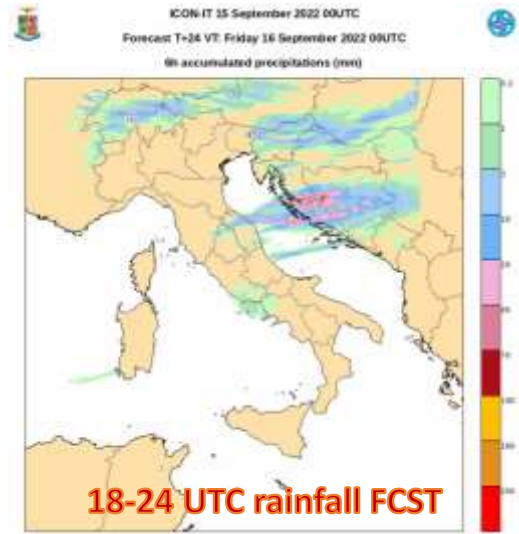 ICON-IT 15 September 2022 00UTC
Forecast T+24 VT: Friday 16 September 2022 00UTC
6h accumulated precipitations (mm)
18-24 UTC rainfall FCST